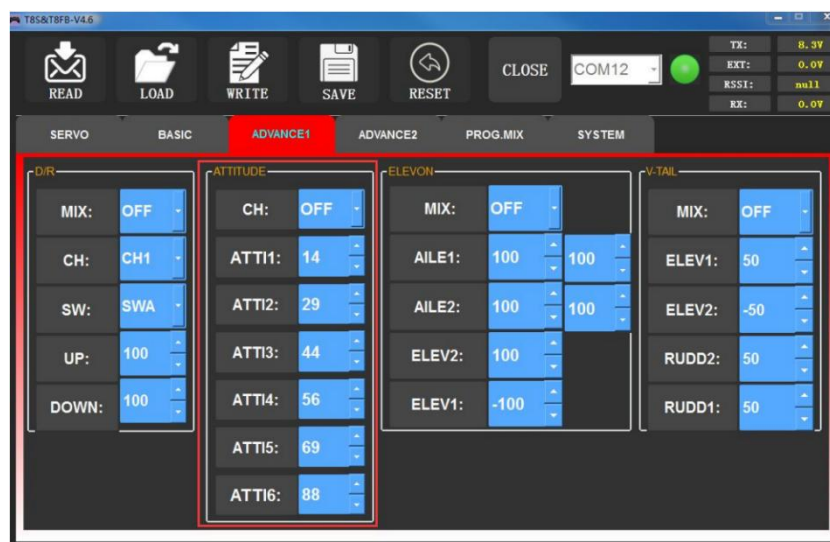 T8S&T8FB-V4.6
READ LOAD WRITE SAVE RESET CLOSE COM12
TX: 8.3V
EXT: 0.0V
RSSI: null
RX: 0.0V
SERVO BASIC ADVANCE1 ADVANCE2 PROG.MIX SYSTEM
D/R
MIX: OFF
CH: CH1
SW: SWA
UP: 100
DOWN: 100
ATTITUDE
CH: OFF
ATTI1: 14
ATTI2: 29
ATTI3: 44
ATTI4: 56
ATTI5: 69
ATTI6: 88
ELEVON
MIX: OFF
AILE1: 100 100
AILE2: 100 100
ELEV2: 100
ELEV1: -100
V-TAIL
MIX: OFF
ELEV1: 50
ELEV2: -50
RUDD2: 50
RUDD1: 50